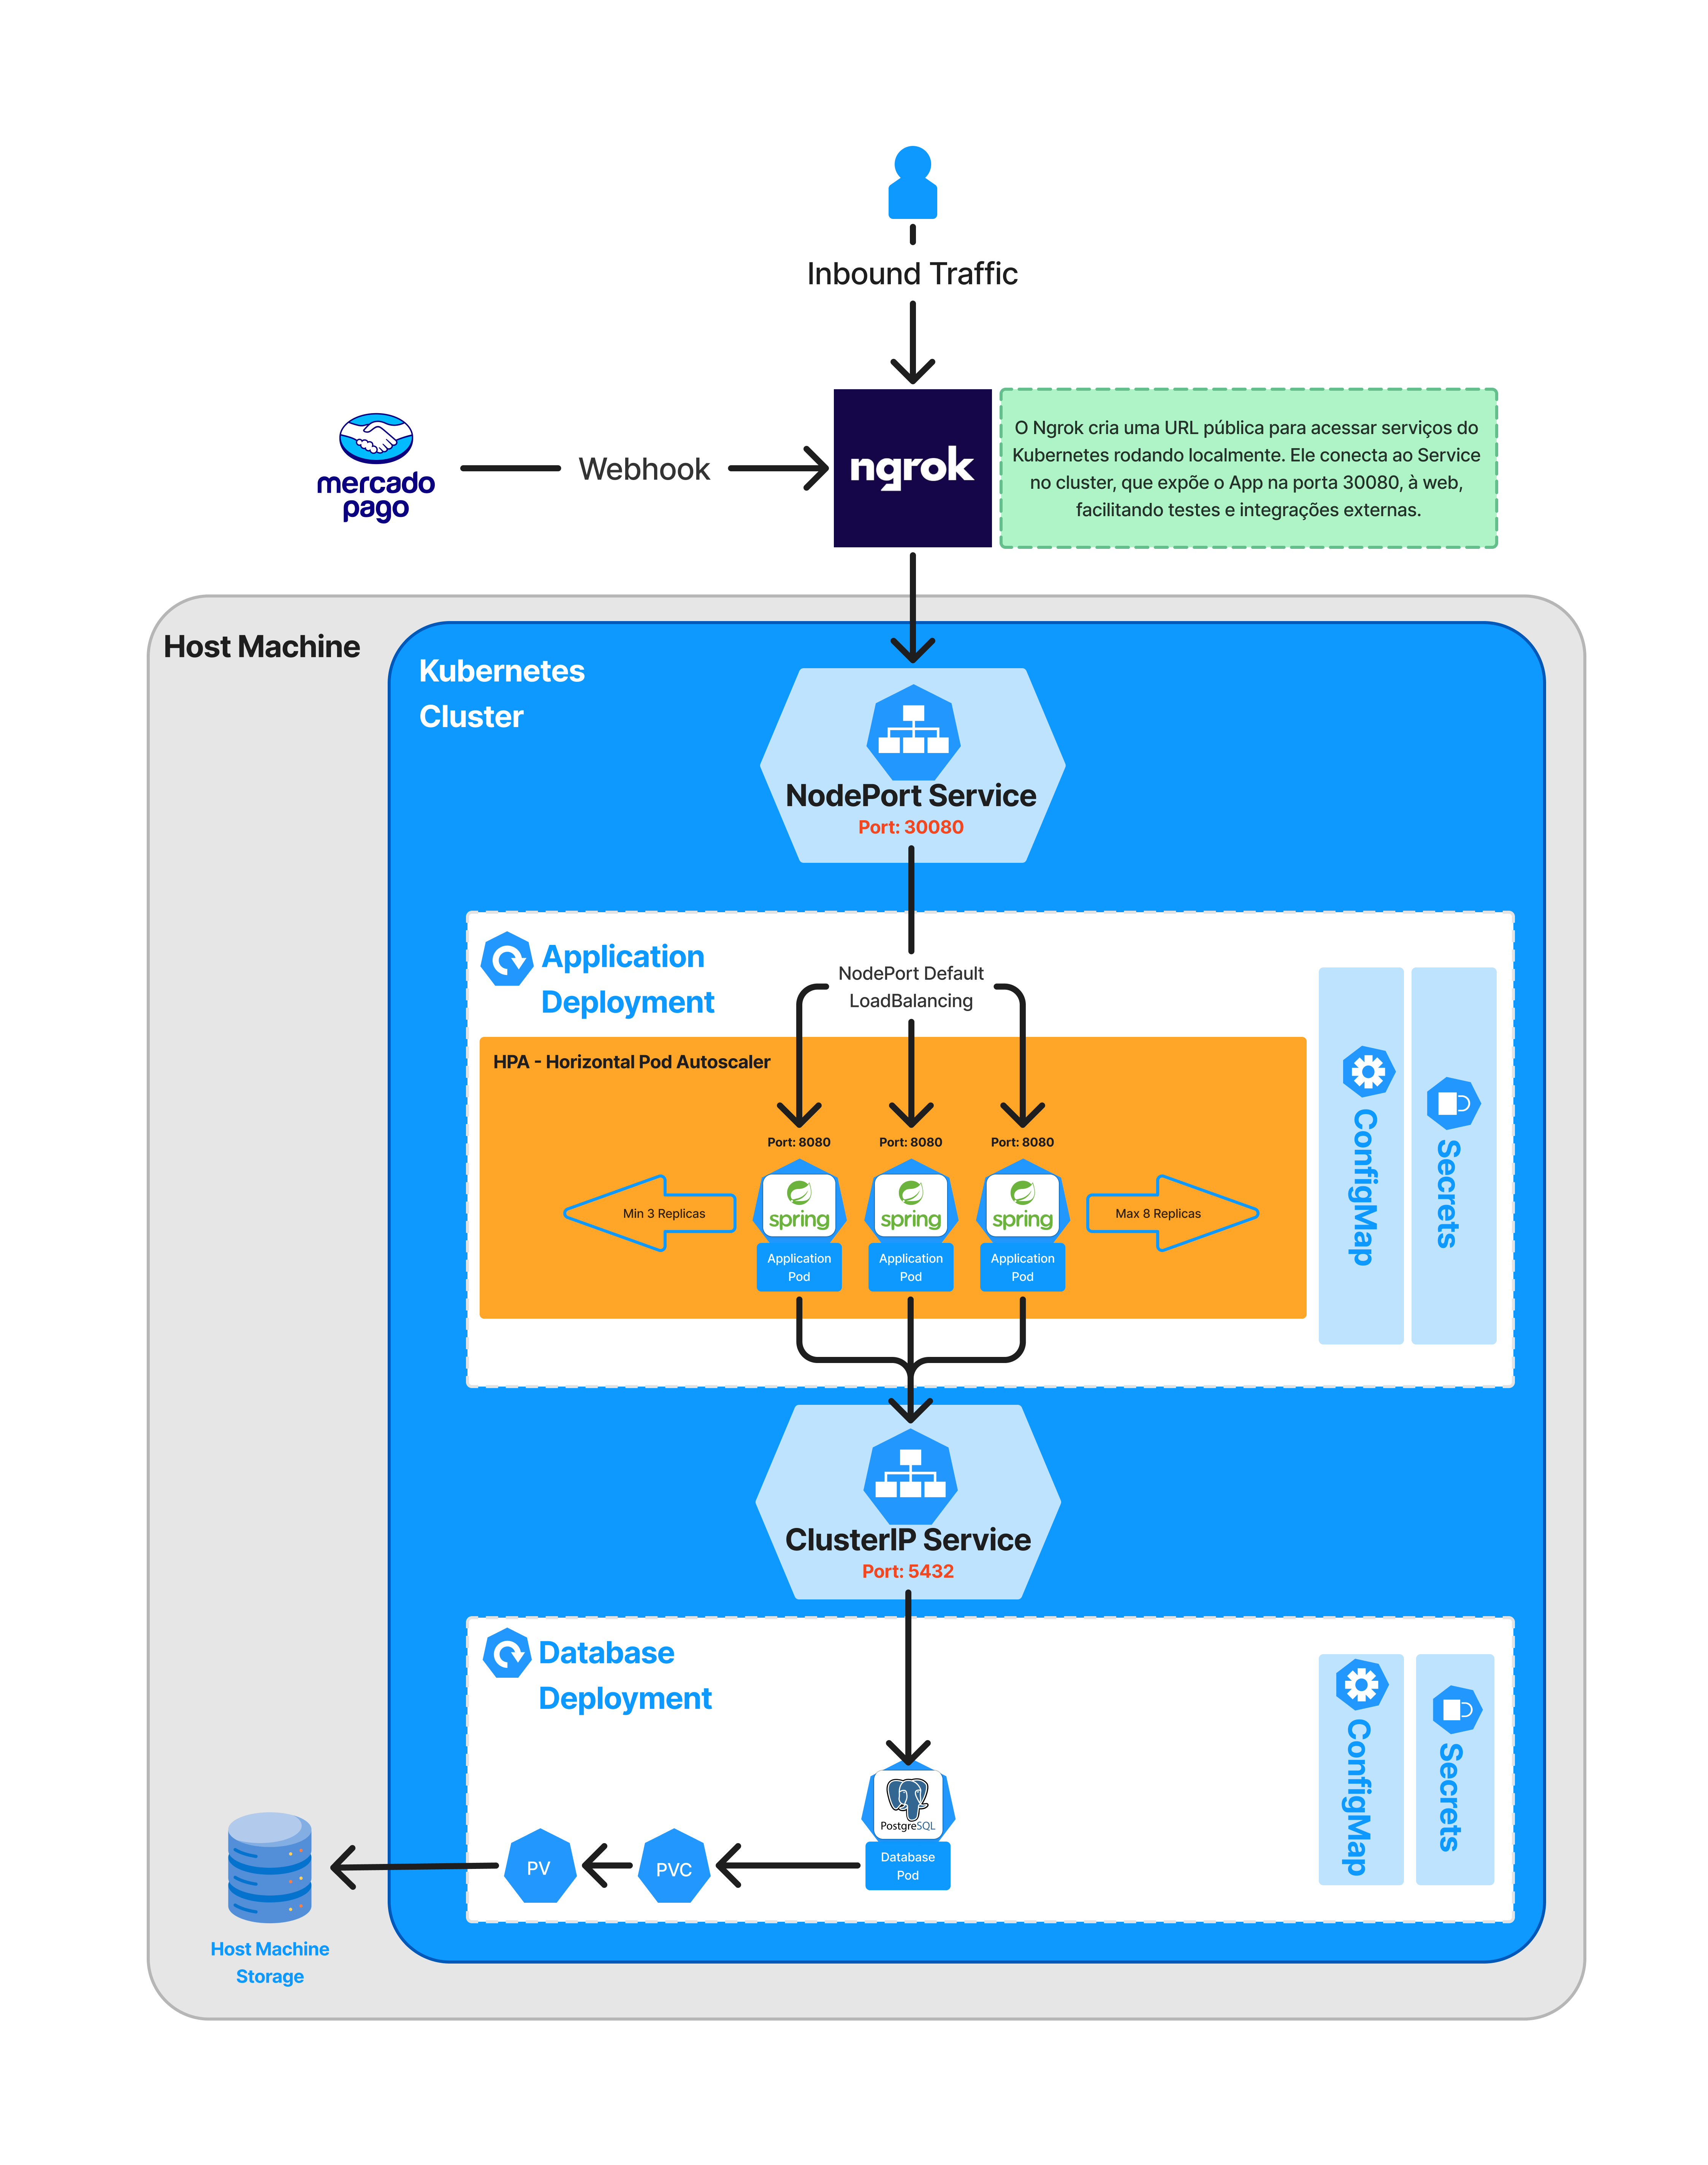 Inbound Traffic
mercado
pago
Webhook
ngrok
O Ngrok cria uma URL pública para acessar serviços do
Kubernetes rodando localmente. Ele conecta ao Service
no cluster, que expõe o App na porta 30080, à web,
facilitando testes e integrações externas.
Host Machine
Kubernetes
Cluster
NodePort Service
Port: 30080
Application
Deployment
NodePort Default
LoadBalancing
HPA - Horizontal Pod Autoscaler
Port: 8080
Port: 8080
Port: 8080
Min 3 Replicas
spring
spring
spring
Max 8 Replicas
Application
Pod
Application
Pod
Application
Pod
ConfigMap
Secrets
ClusterIP Service
Port: 5432
Database
Deployment
PostgreSQL
Database
Pod
PVC
PV
ConfigMap
Secrets
Host Machine
Storage